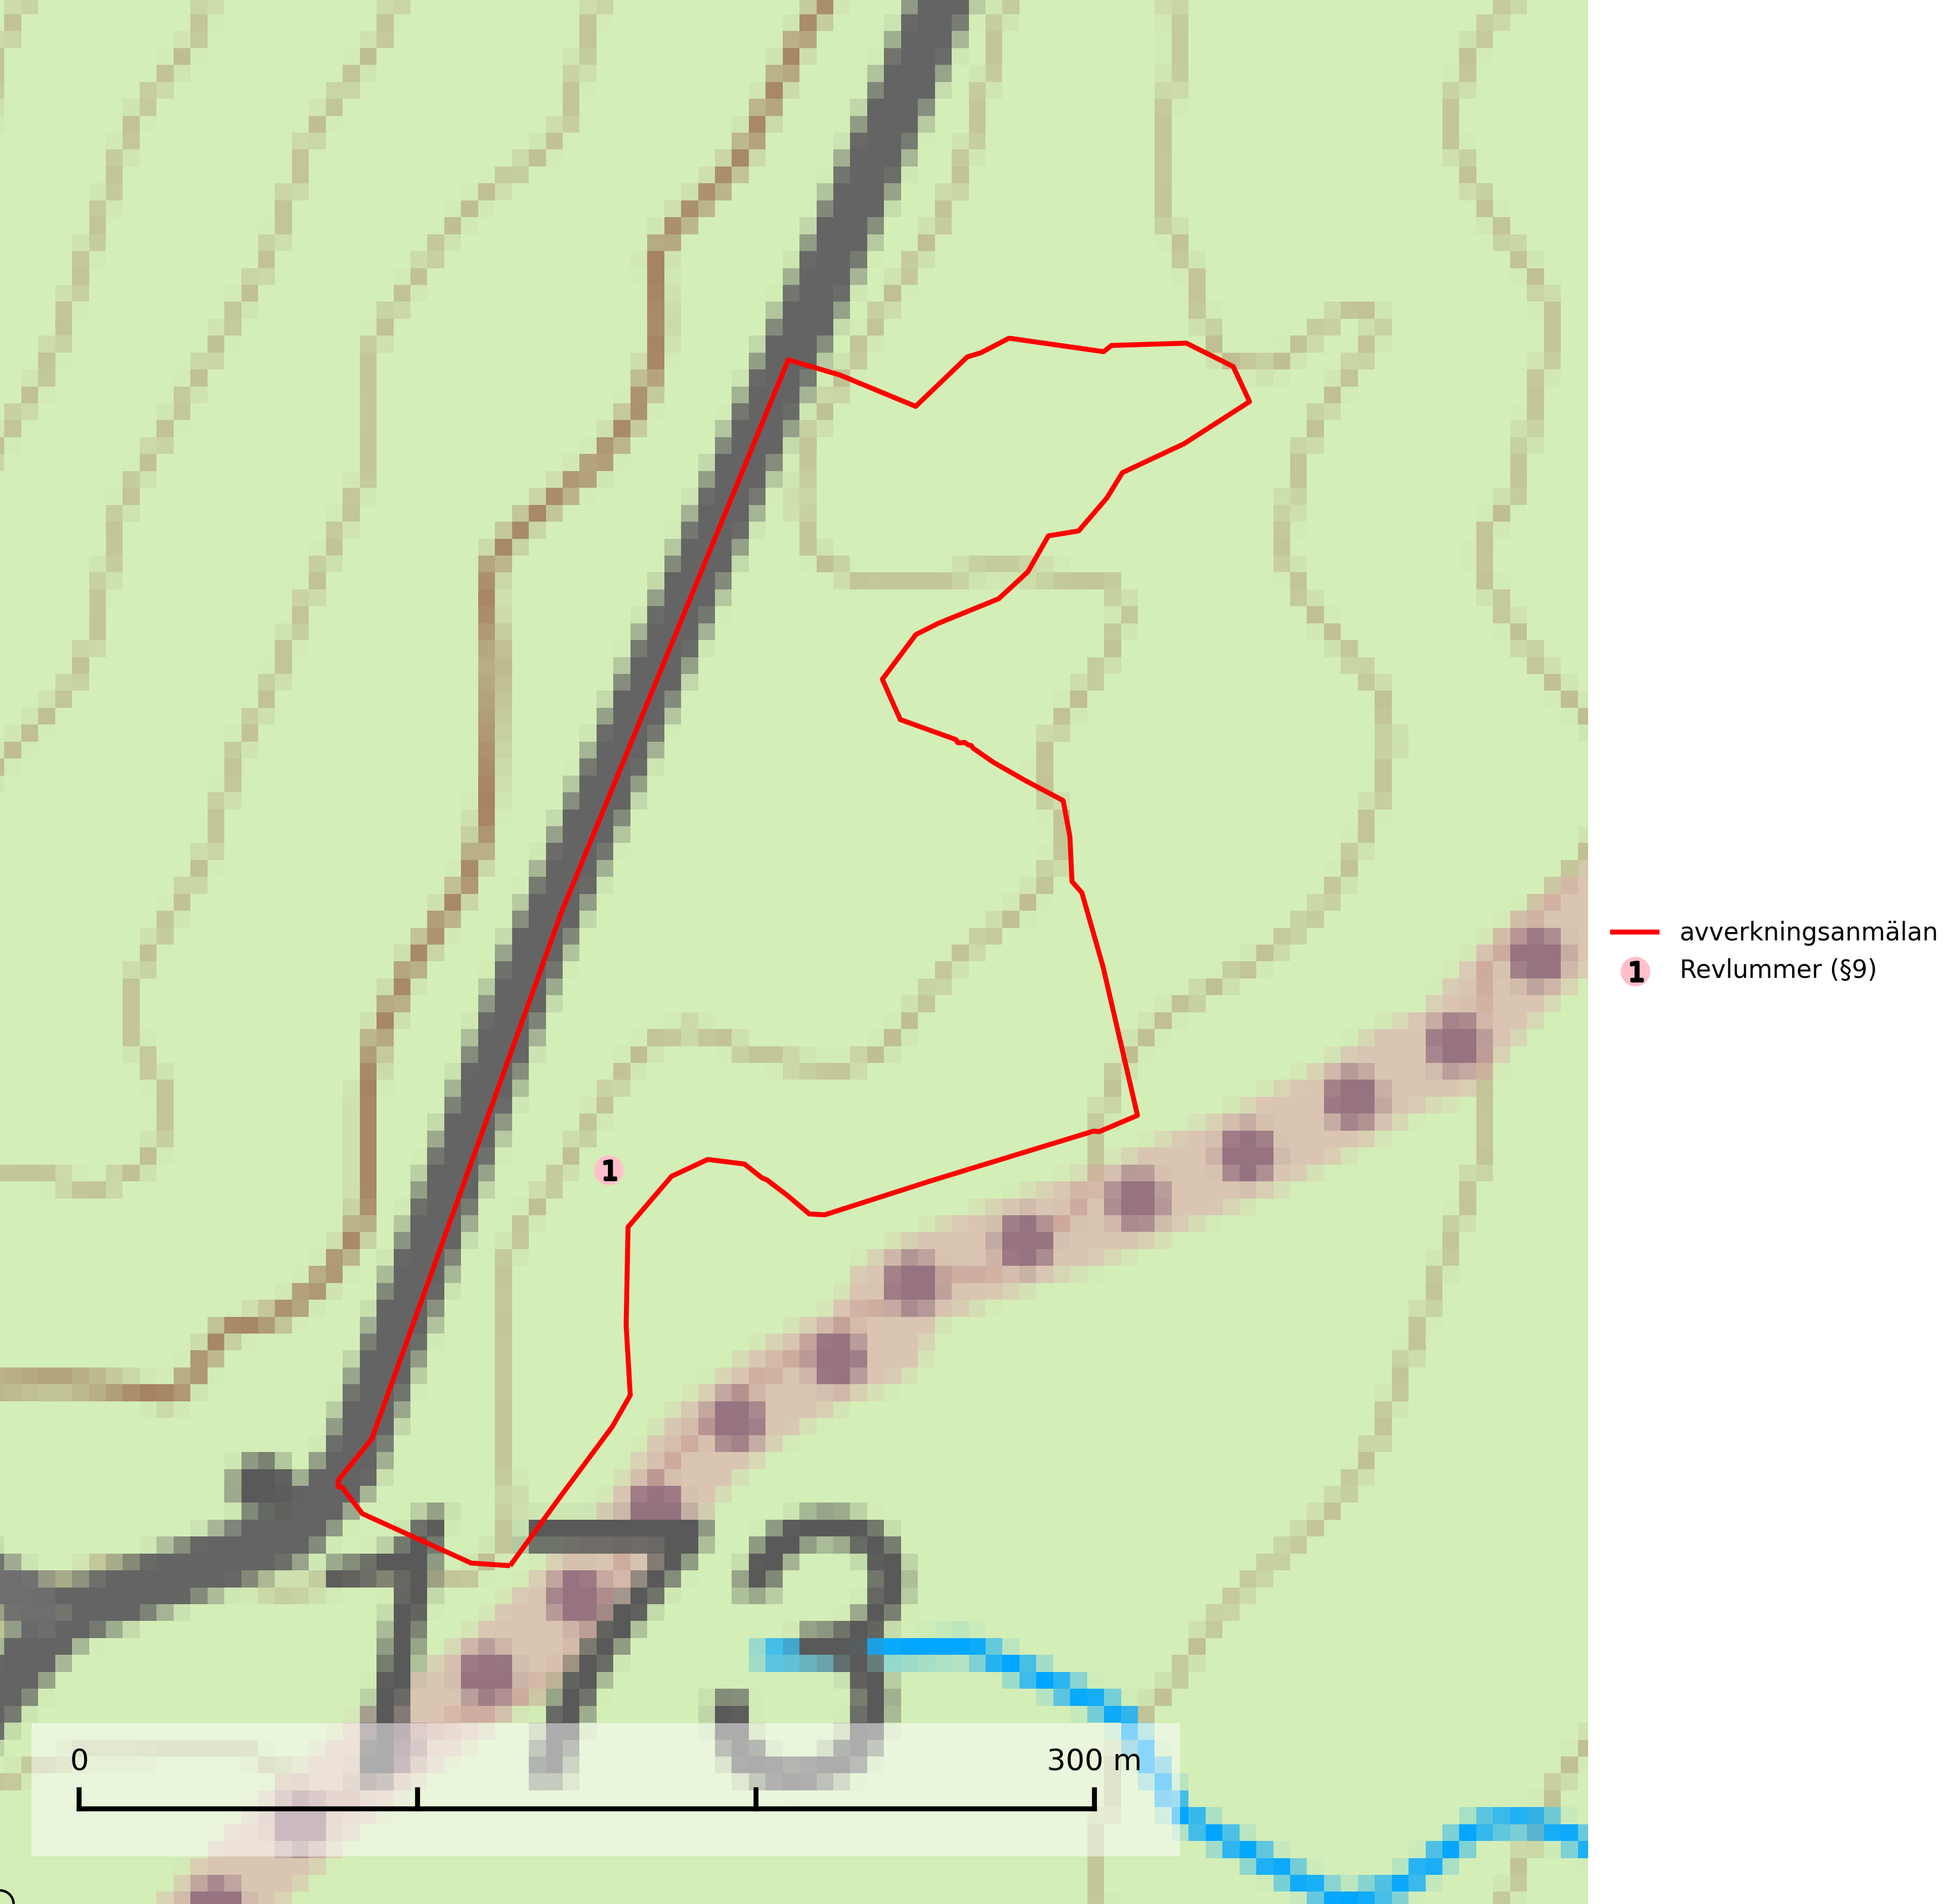 avverkningsanmälan
1 Revlummer (§9)
1
173
0 300 m